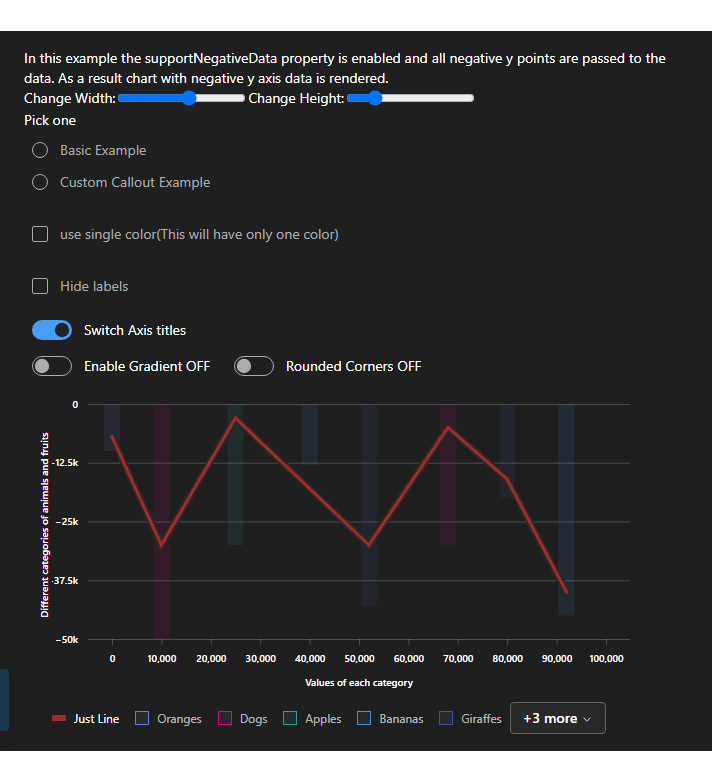 In this example the supportNegativeData property is enabled and all negative y points are passed to the
data. As a result chart with negative y axis data is rendered.
Change Width: Change Height:
Pick one
Basic Example
Custom Callout Example
use single color(This will have only one color)
Hide labels
Switch Axis titles
Enable Gradient OFF Rounded Corners OFF
Different categories of animals and fruits
0
-12.5k
-25k
-37.5k
-50k
0 10,000 20,000 30,000 40,000 50,000 60,000 70,000 80,000 90,000 100,000
Values of each category
Just Line Oranges Dogs Apples Bananas Giraffes +3 more